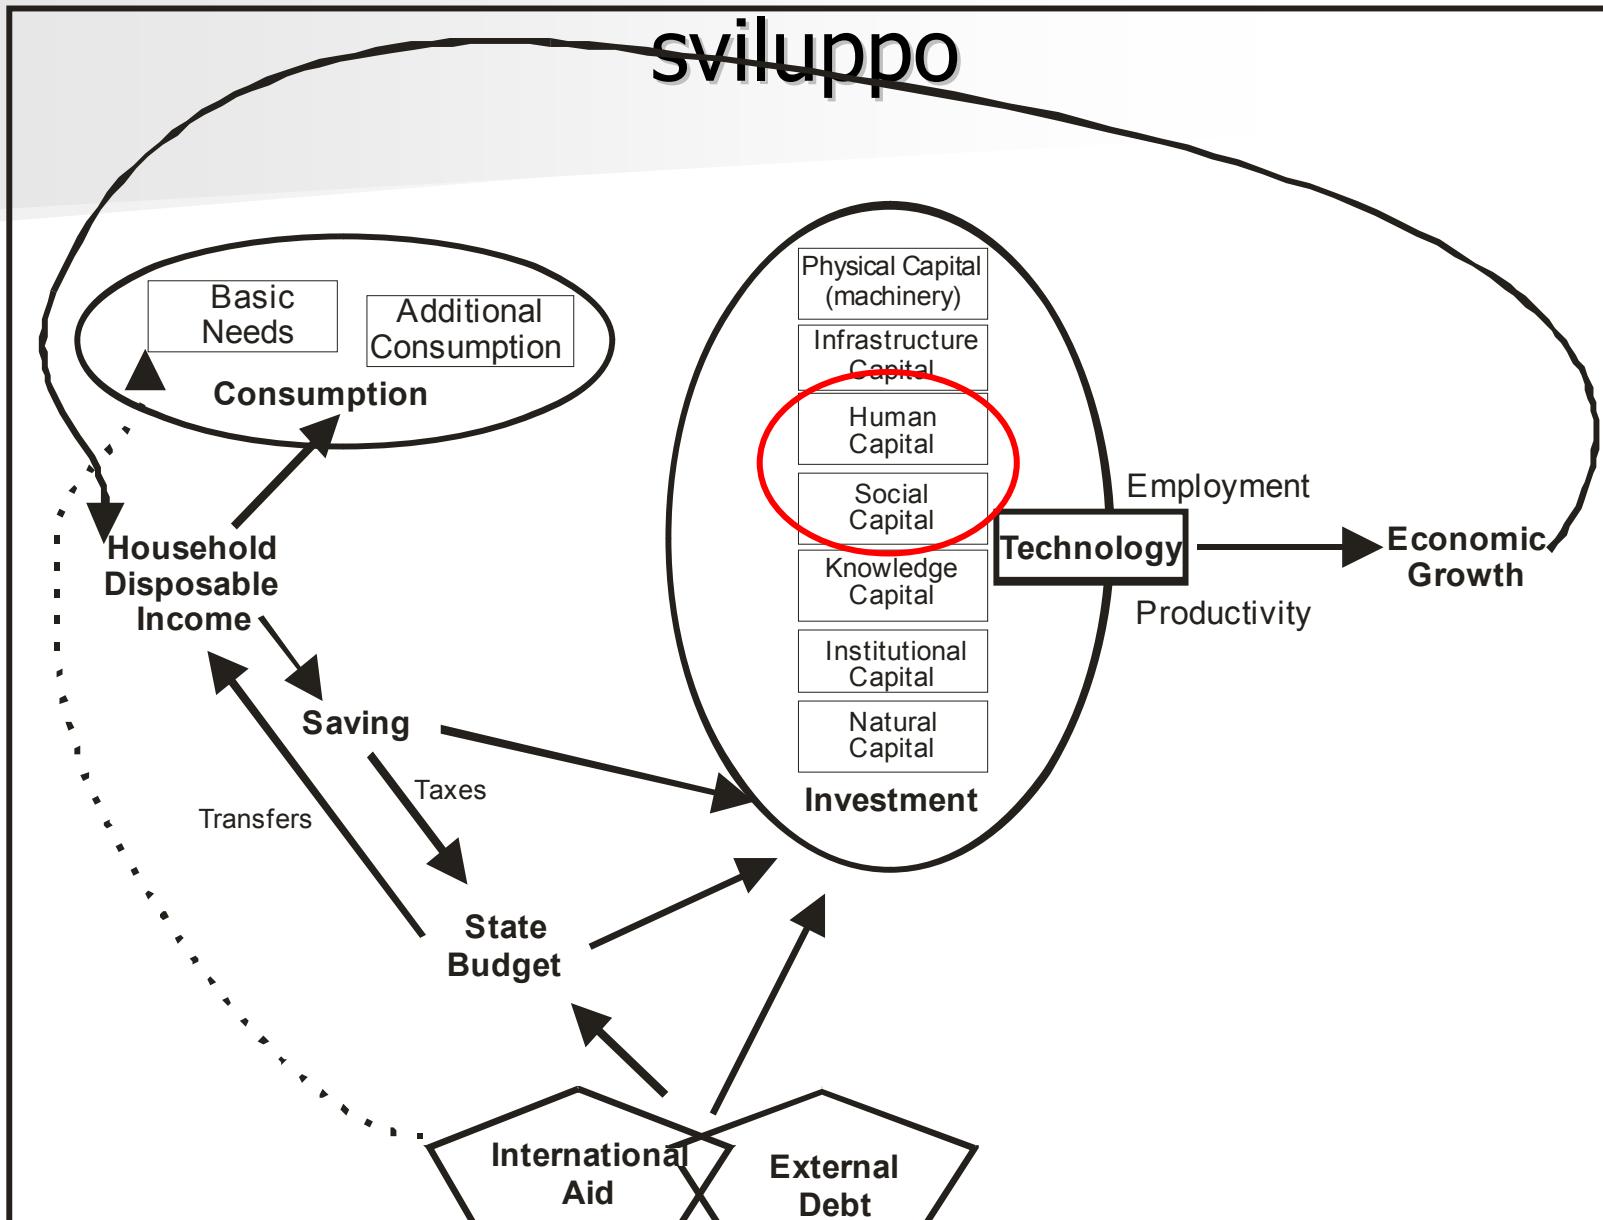 sviluppo
Basic
Needs
Additional
Consumption
Consumption
Physical Capital
(machinery)
Infrastructure
Capital
Human
Capital
Social
Capital
Knowledge
Capital
Institutional
Capital
Natural
Capital
Investment
Employment
Technology
Productivity
Economic
Growth
Household
Disposable
Income
Saving
Taxes
Transfers
State
Budget
International
Aid
External
Debt